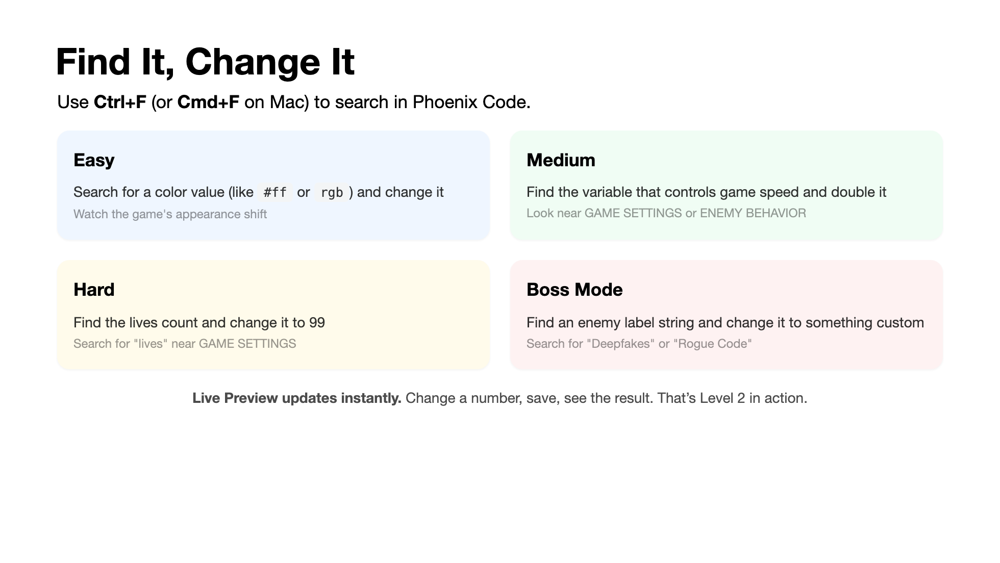 Find It, Change It
Use Ctrl+F (or Cmd+F on Mac) to search in Phoenix Code.
Easy
Search for a color value (like #ff or rgb) and change it
Watch the game's appearance shift
Medium
Find the variable that controls game speed and double it
Look near GAME SETTINGS or ENEMY BEHAVIOR
Hard
Find the lives count and change it to 99
Search for "lives" near GAME SETTINGS
Boss Mode
Find an enemy label string and change it to something custom
Search for "Deepfakes" or "Rogue Code"
Live Preview updates instantly. Change a number, save, see the result. That’s Level 2 in action.